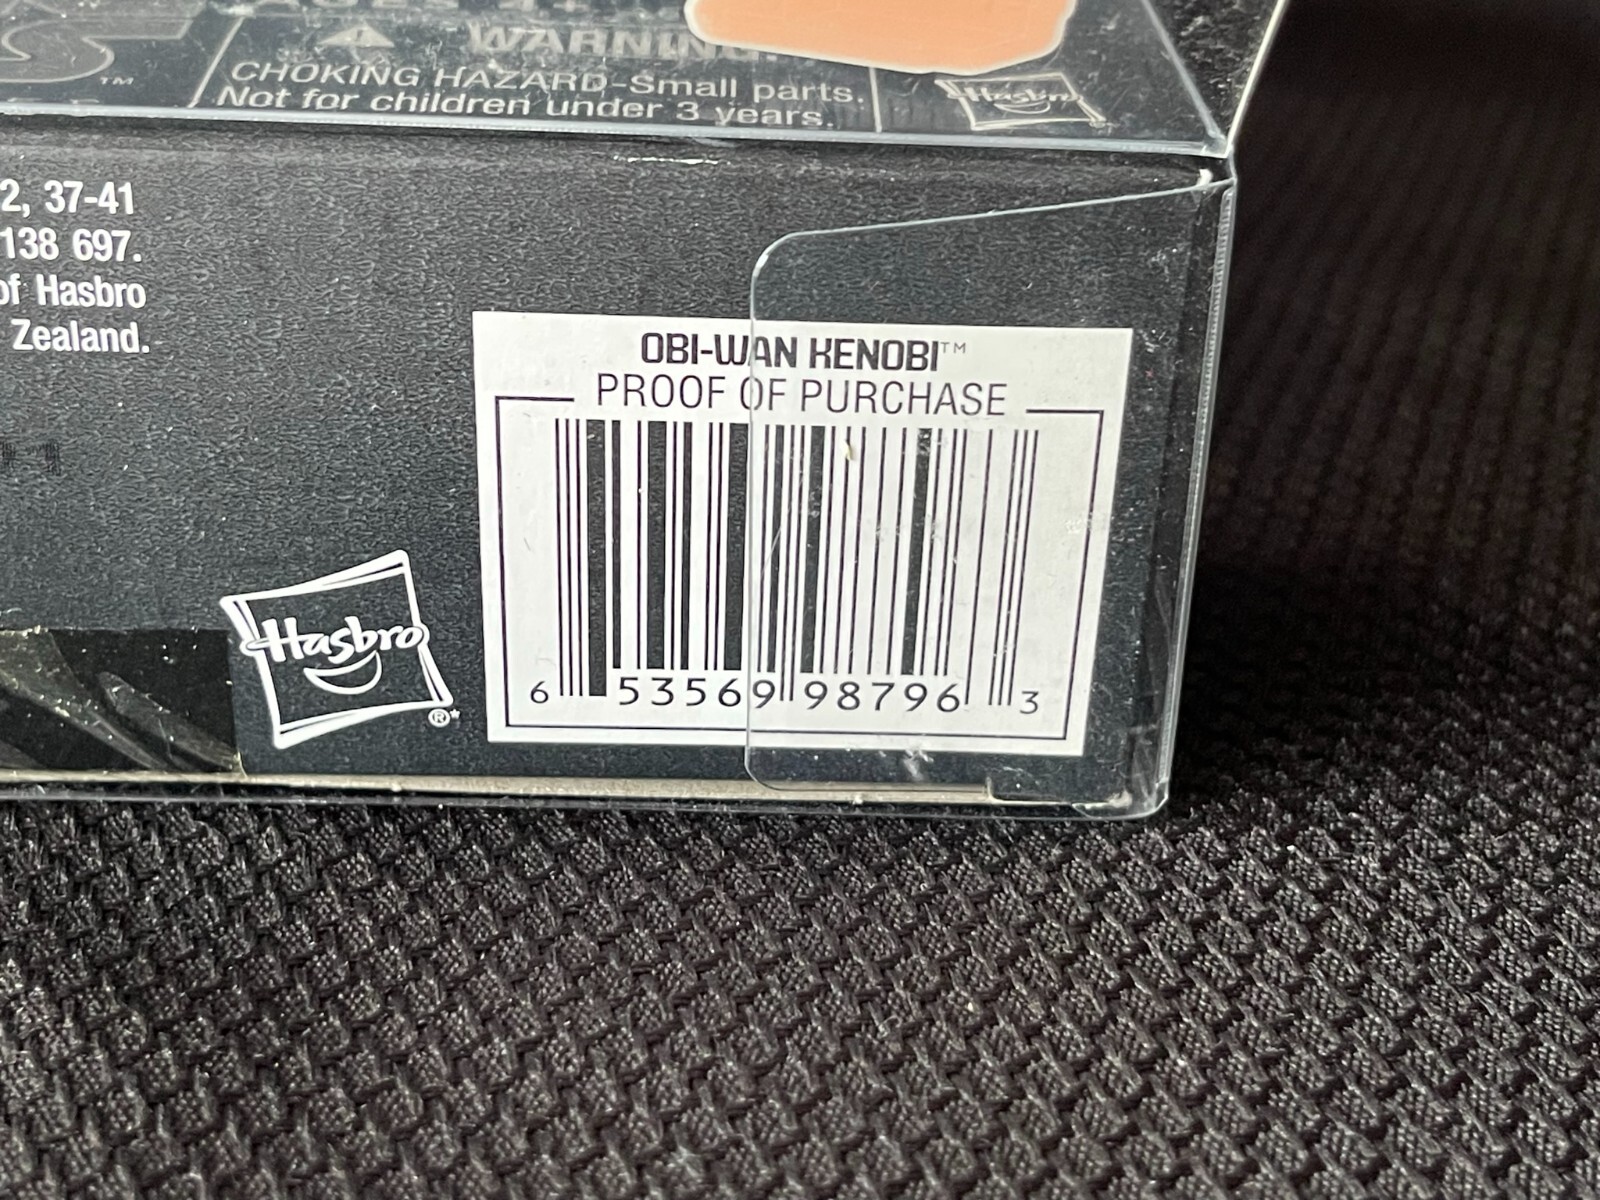 TM
WARNING:
CHOKING HAZARD-Small parts.
Not for children under 3 years.
Hasbro
2, 37-41
138 697.
of Hasbro
Zealand.
OBI-WAN KENOBI™
PROOF OF PURCHASE
6 53569 98796 3
Hasbro
®*